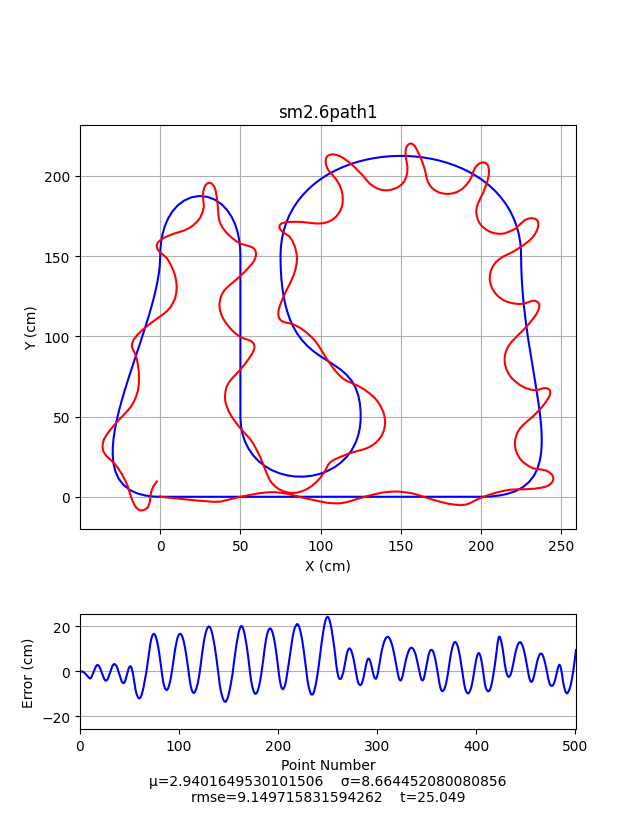 sm2.6path1
200
150
100
50
0
Y (cm)
0 50 100 150 200 250
X (cm)
20
0
−20
Error (cm)
0 100 200 300 400 500
Point Number
μ=2.9401649530101506 σ=8.664452080080856
rmse=9.149715831594262 t=25.049